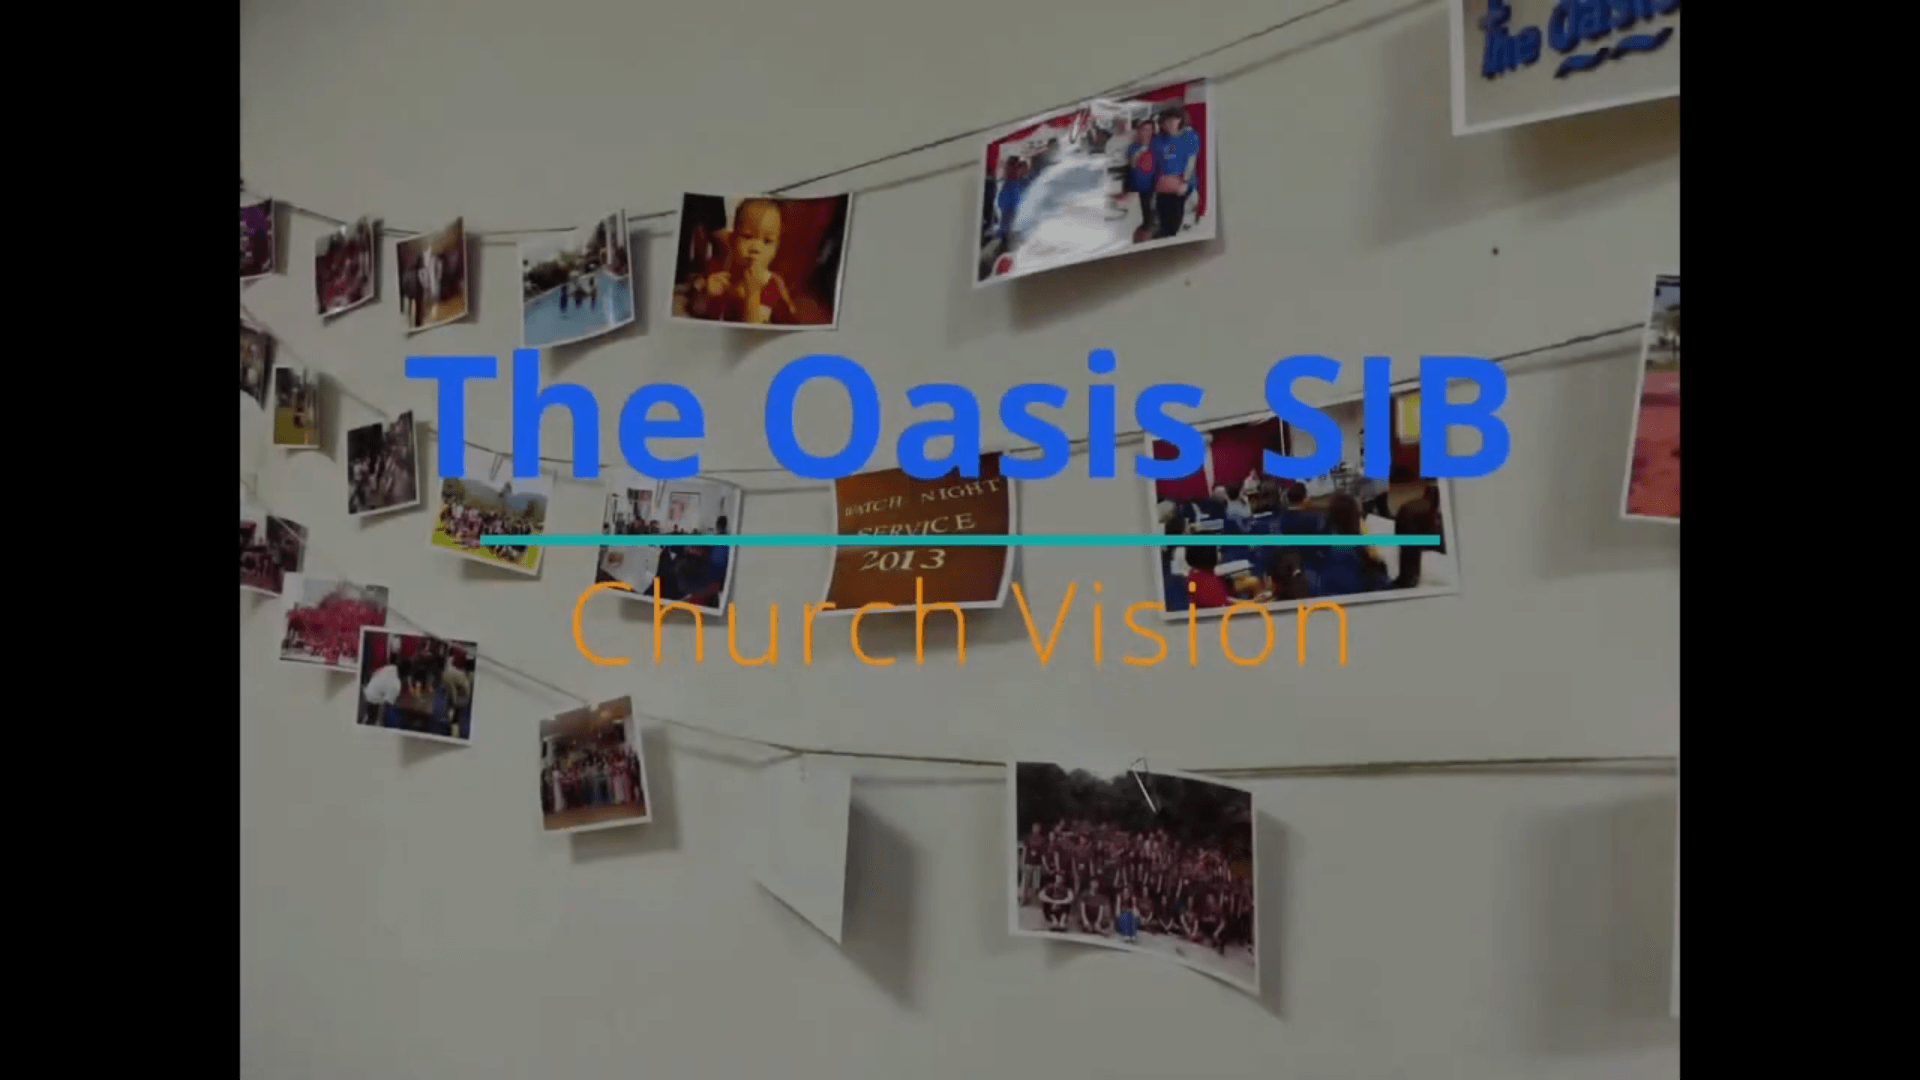 the Oasis
The Oasis SIB
WATCH NIGHT
SERVICE
2013
Church Vision